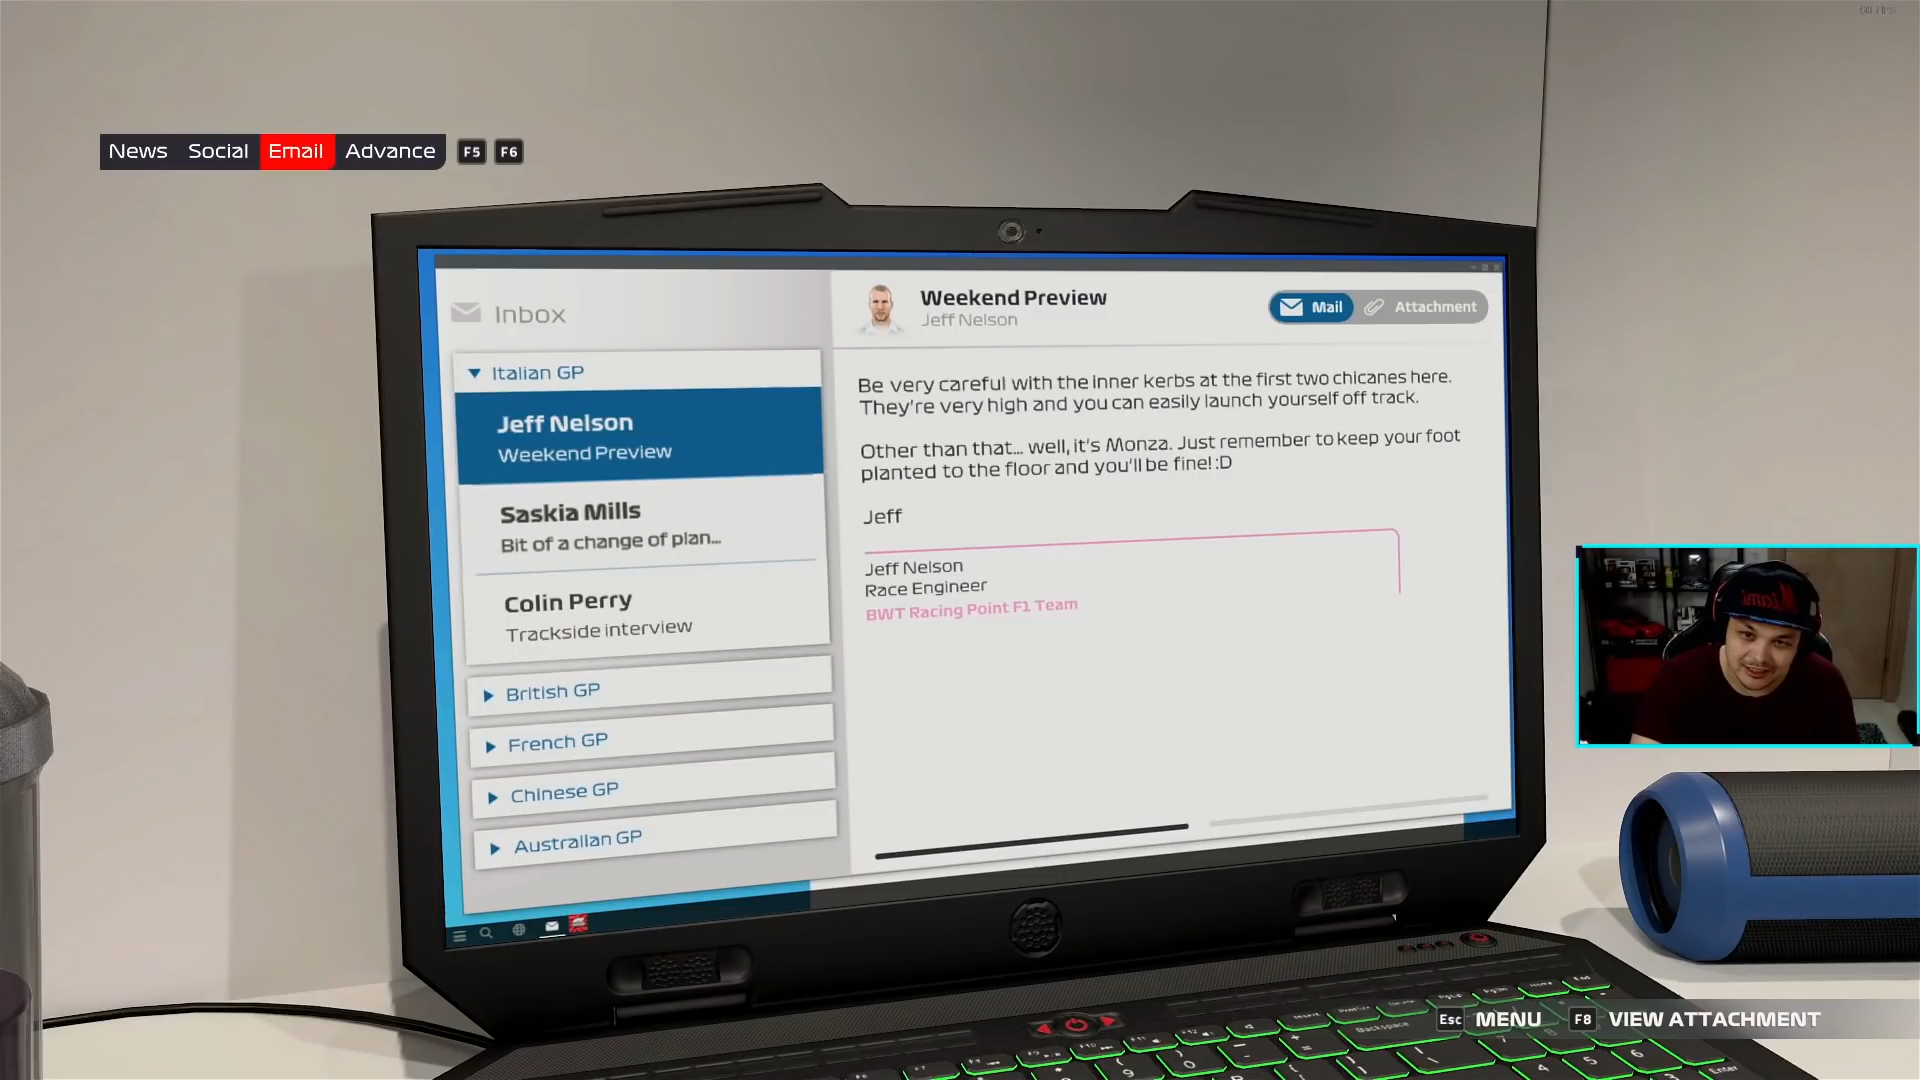 News Social Email Advance F5 F6
Inbox
Italian GP
Jeff Nelson
Weekend Preview
Saskia Mills
Bit of a change of plan...
Colin Perry
Trackside interview
British GP
French GP
Chinese GP
Australian GP
Weekend Preview
Jeff Nelson
Mail Attachment
Be very careful with the inner kerbs at the first two chicanes here.
They're very high and you can easily launch yourself off track.
Other than that... well, it's Monza. Just remember to keep your foot
planted to the floor and you'll be fine! :D
Jeff
Jeff Nelson
Race Engineer
BWT Racing Point F1 Team
Miami
Backspace
Enter
Esc MENU F8 VIEW ATTACHMENT